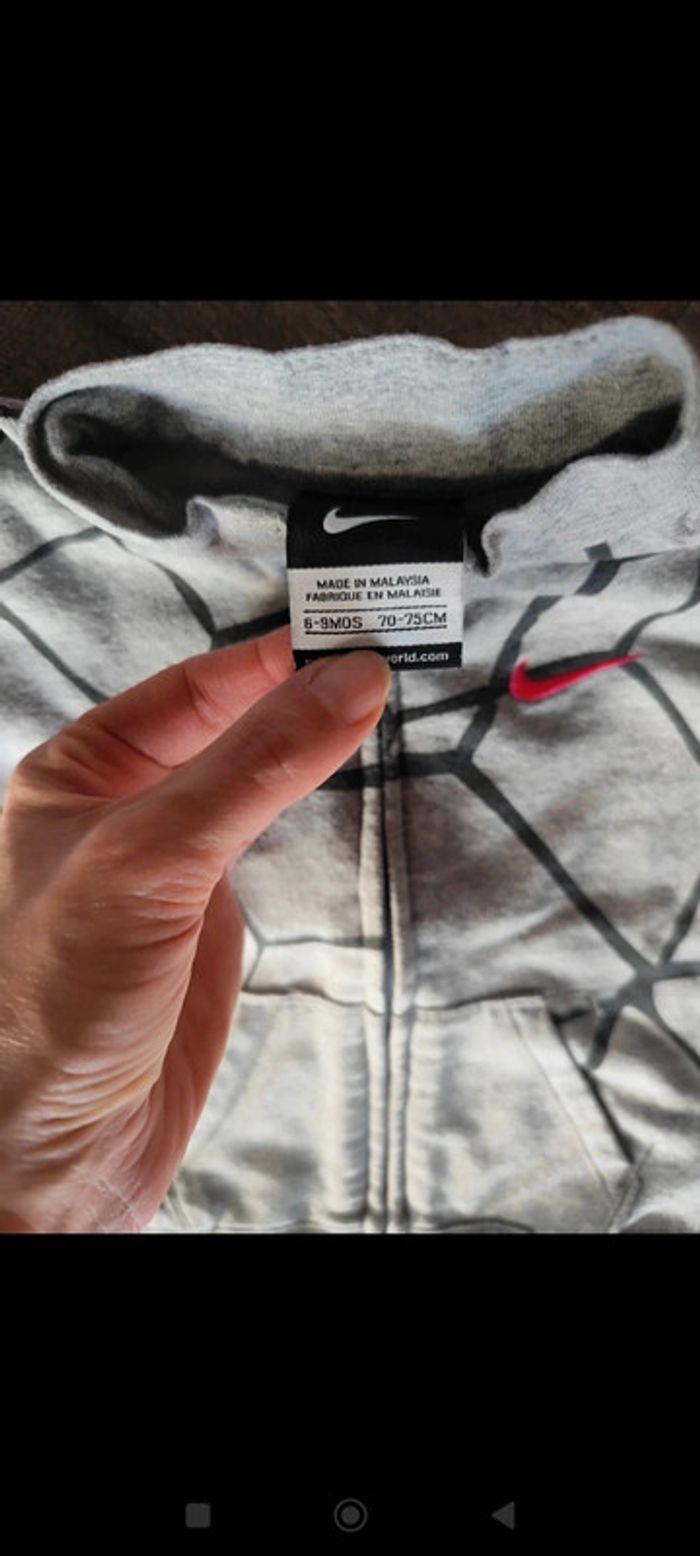 MADE IN MALAYSIA
FABRIQUE EN MALAISIE
6-9MOS 70-75CM